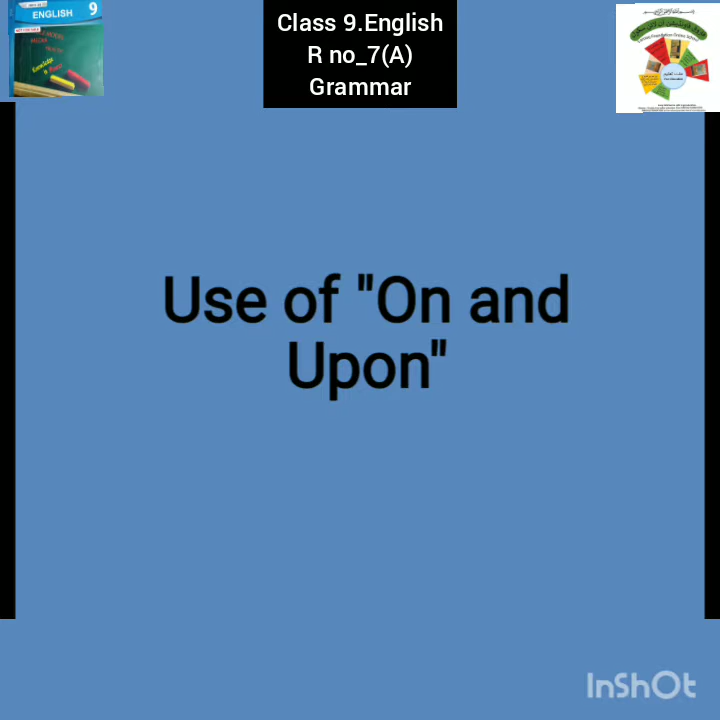 ENGLISH 9
Class 9.English
R no_7(A)
Grammar
Use of "On and
Upon"
InShOt